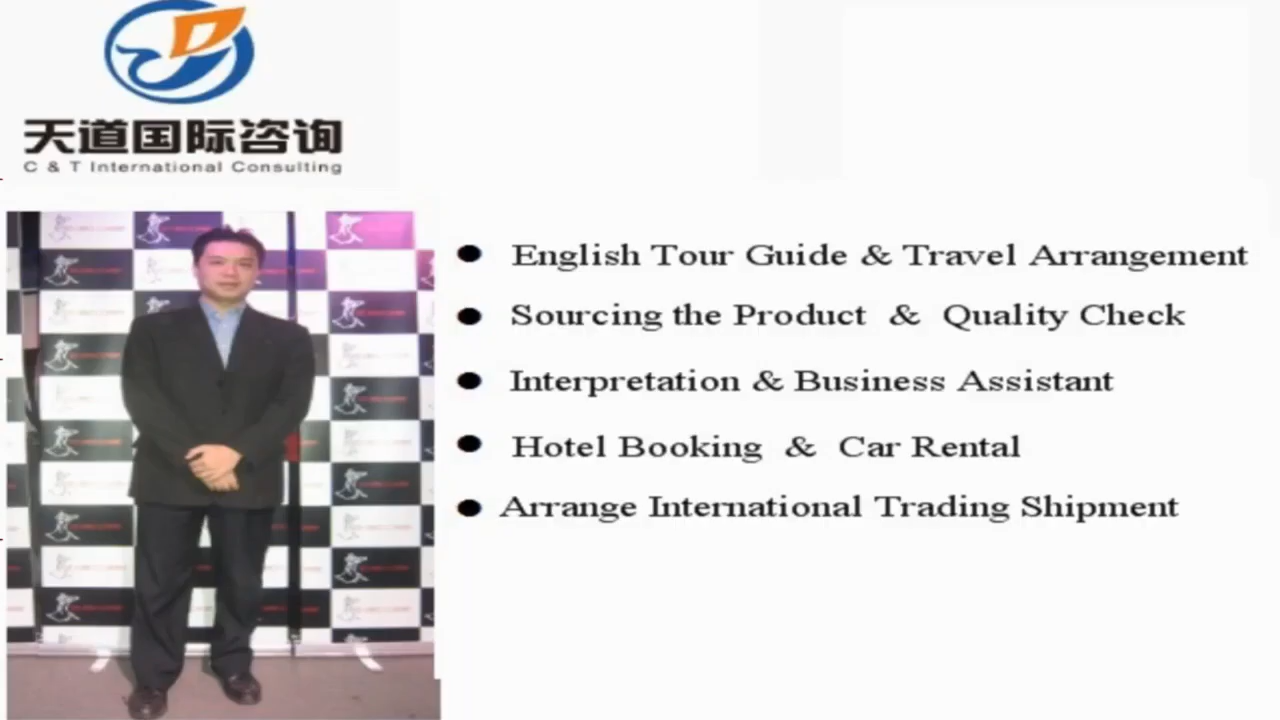 天道国际咨询
C & T International Consulting
● English Tour Guide & Travel Arrangement
● Sourcing the Product & Quality Check
● Interpretation & Business Assistant
● Hotel Booking & Car Rental
● Arrange International Trading Shipment